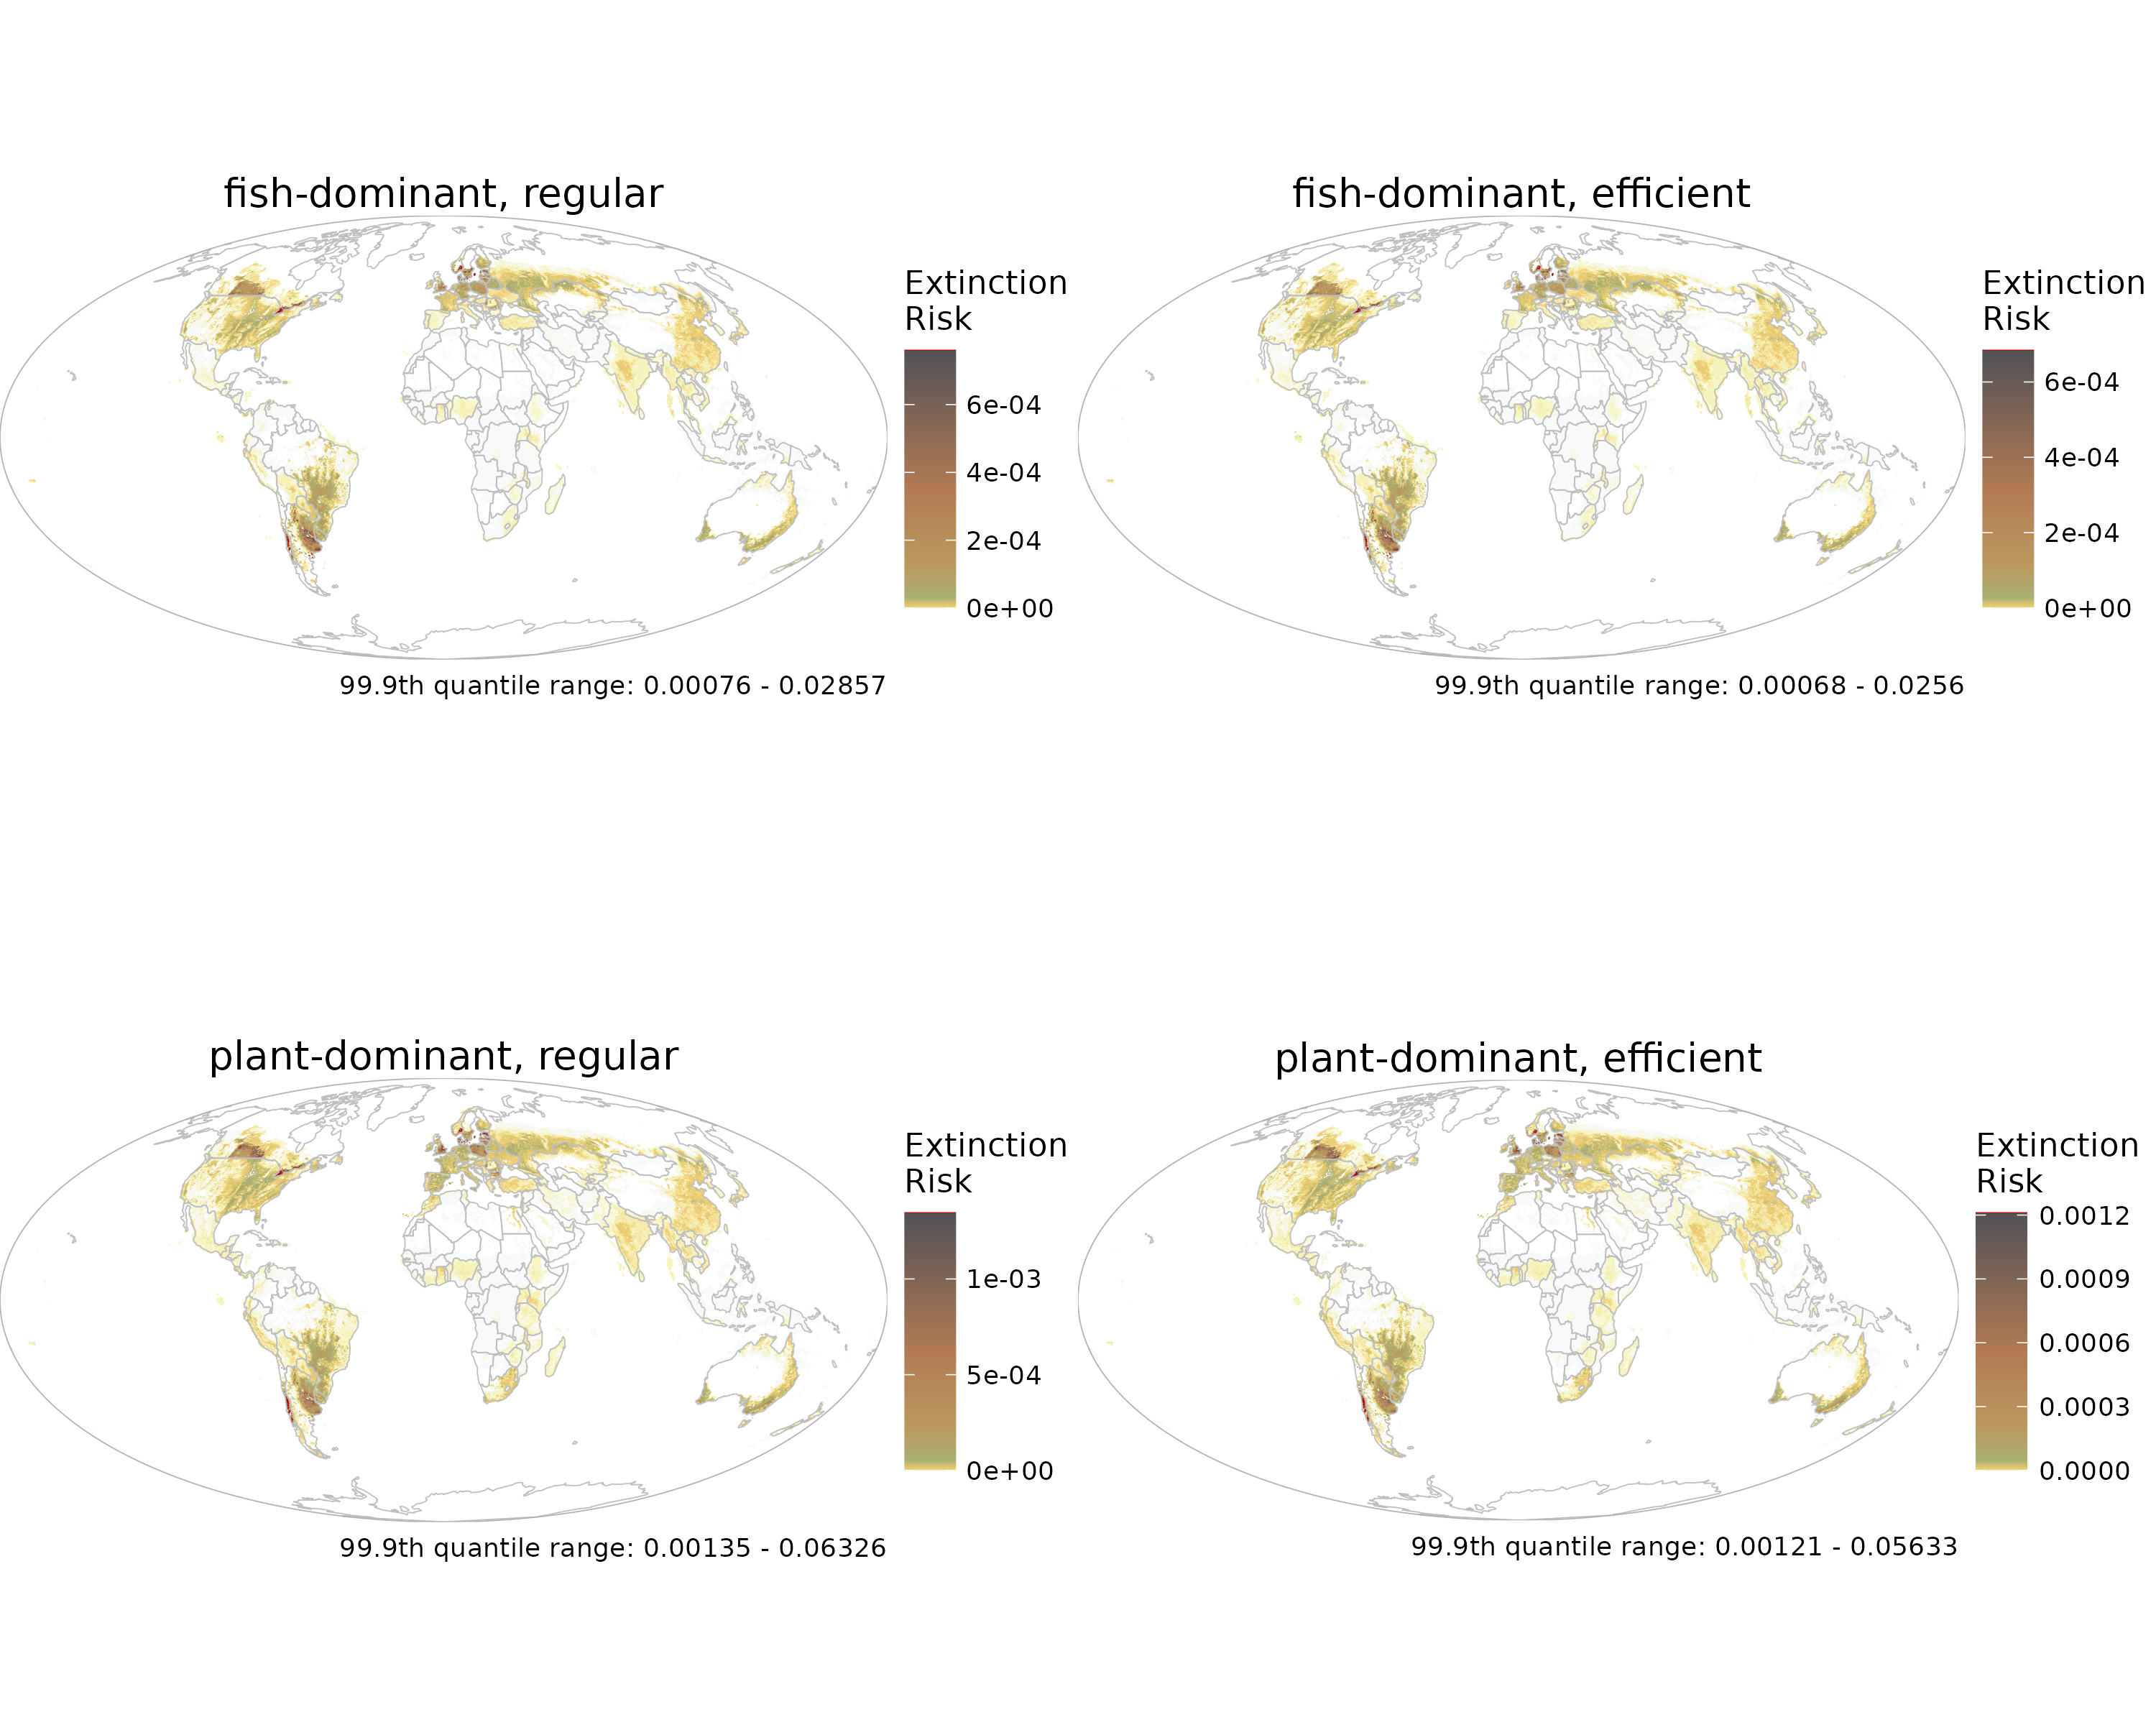 fish-dominant, regular
Extinction
Risk
6e-04
4e-04
2e-04
0e+00
99.9th quantile range: 0.00076 - 0.02857
fish-dominant, efficient
Extinction
Risk
6e-04
4e-04
2e-04
0e+00
99.9th quantile range: 0.00068 - 0.0256
plant-dominant, regular
Extinction
Risk
1e-03
5e-04
0e+00
99.9th quantile range: 0.00135 - 0.06326
plant-dominant, efficient
Extinction
Risk
0.0012
0.0009
0.0006
0.0003
0.0000
99.9th quantile range: 0.00121 - 0.05633